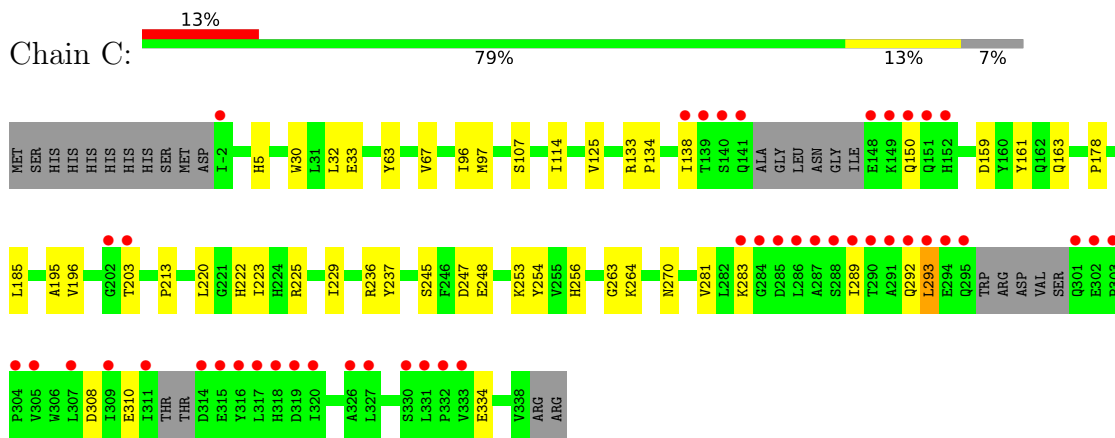 13%
Chain C:
79% 13% 7%
MET SER HIS HIS HIS HIS HIS HIS SER MET ASP I-2 H5 W30 L31 L32 E33 Y63 V67 I96 M97 S107 I114 V125 R133 P134 I138 T139 S140 Q141 ALA GLY LEU ASN GLY ILE E148 K149 Q150 Q151 H152 D159 Y160 Y161 Q162 Q163 P178
L185 A195 V196 G202 T203 P213 L220 G221 H222 I223 H224 R225 I229 R236 Y237 S245 F246 D247 E248 K253 Y254 V255 H256 G263 K264 N270 V281 L282 K283 G284 D285 L286 A287 S288 I289 T290 A291 Q292 L293 E294 Q295 TRP ARG ASP VAL SER Q301 E302 P303
P304 V305 W306 L307 D308 I309 E310 I311 THR THR D314 E315 Y316 L317 H318 D319 I320 A326 L327 S330 L331 P332 V333 E334 V338 ARG ARG